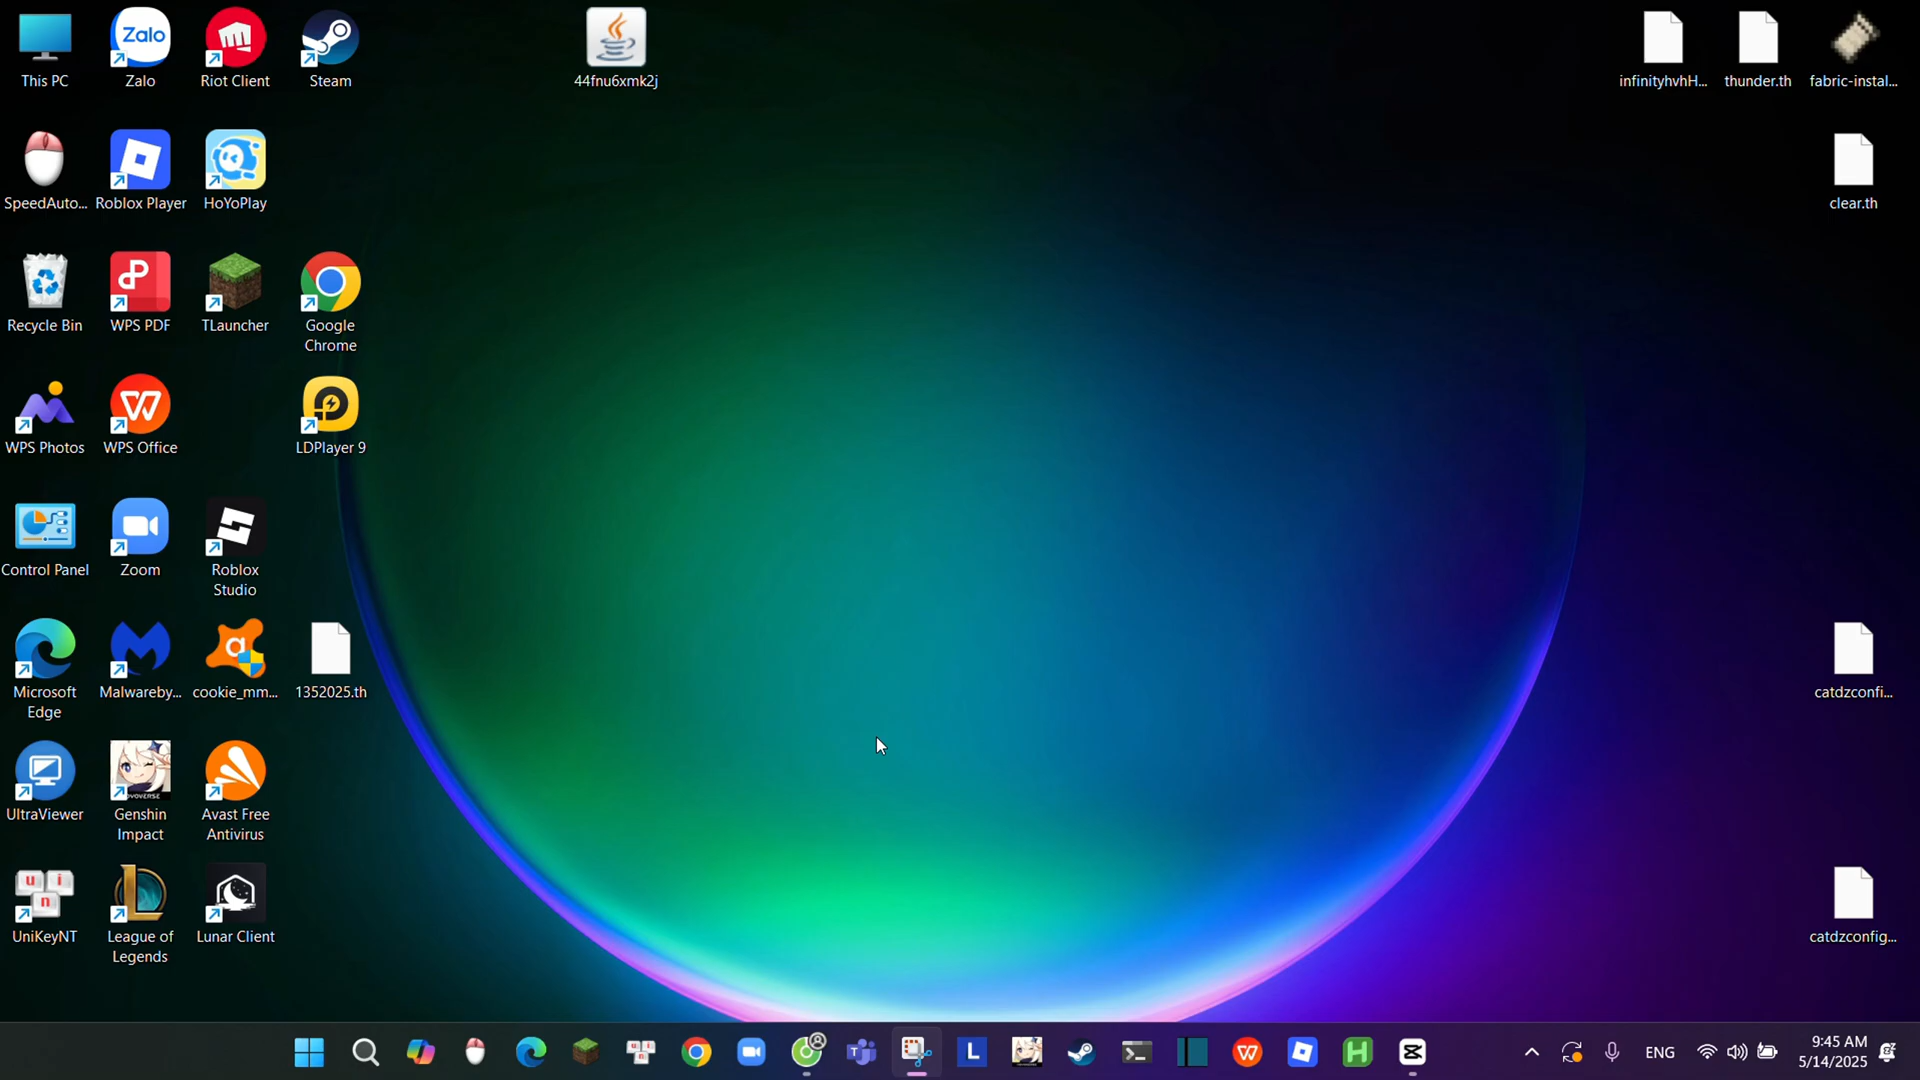 This PC
Zalo
Zalo
Riot Client
Steam
44fnu6xmk2j
infinityhvhH...
thunder.th
fabric-instal...
SpeedAuto...
Roblox Player
HoYoPlay
clear.th
Recycle Bin
WPS PDF
TLauncher
Google
Chrome
WPS Photos
WPS Office
LDPlayer 9
Control Panel
Zoom
Roblox
Studio
Microsoft
Edge
Malwareby...
cookie_mm...
1352025.th
catdzconfi...
UltraViewer
Genshin
Impact
Avast Free
Antivirus
u i
n
UniKeyNT
League of
Legends
Lunar Client
catdzconfig...
L
H
ENG
9:45 AM
5/14/2025